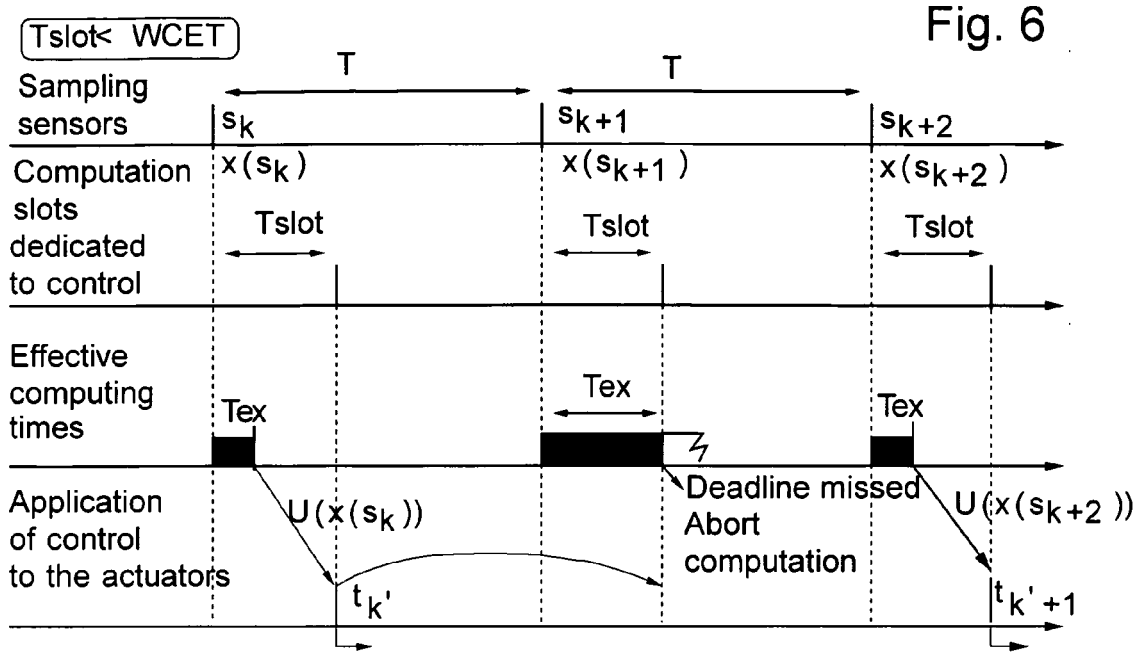 Fig. 6
Tslot< WCET
T
T
Sampling
sensors
sk
sk+1
sk+2
x(sk)
x(sk+1)
x(sk+2)
Computation
slots
dedicated
to control
Tslot
Tslot
Tslot
Effective
computing
times
Tex
Tex
Tex
Application
of control
to the actuators
U(x(sk))
Deadline missed
Abort
computation
U(x(sk+2))
tk'
tk'+1